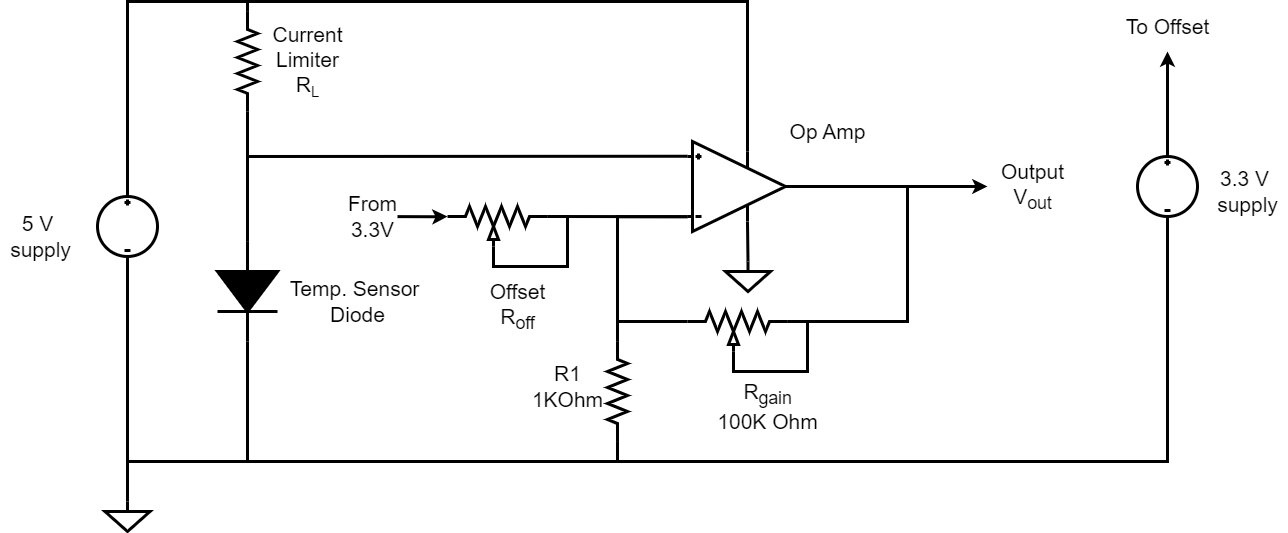 Current
Limiter
RL
To Offset
Op Amp
5 V
supply
From
3.3V
Output
Vout
3.3 V
supply
Temp. Sensor
Diode
Offset
Roff
R1
1KOhm
Rgain
100K Ohm